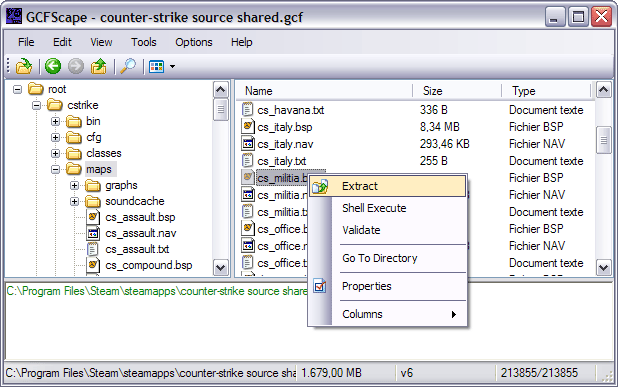 GCFScape - counter-strike source shared.gcf
File Edit View Tools Options Help
root
cstrike
bin
cfg
classes
maps
graphs
soundcache
cs_assault.bsp
cs_assault.nav
cs_assault.txt
cs_compound.bsp
Name Size Type
cs_havana.txt 336 B Document texte
cs_italy.bsp 8,34 MB Fichier BSP
cs_italy.nav 293,46 KB Fichier NAV
cs_italy.txt 255 B Document texte
cs_militia.b Fichier BSP
cs_militia.n Fichier NAV
cs_militia.t Document texte
cs_office.b Fichier BSP
cs_office.n Fichier NAV
cs_office.t Document texte
Extract
Shell Execute
Validate
Go To Directory
Properties
Columns
C:\Program Files\Steam\steamapps\counter-strike source share
C:\Program Files\Steam\steamapps\counter-strike source sha 1.679,00 MB v6 213855/213855